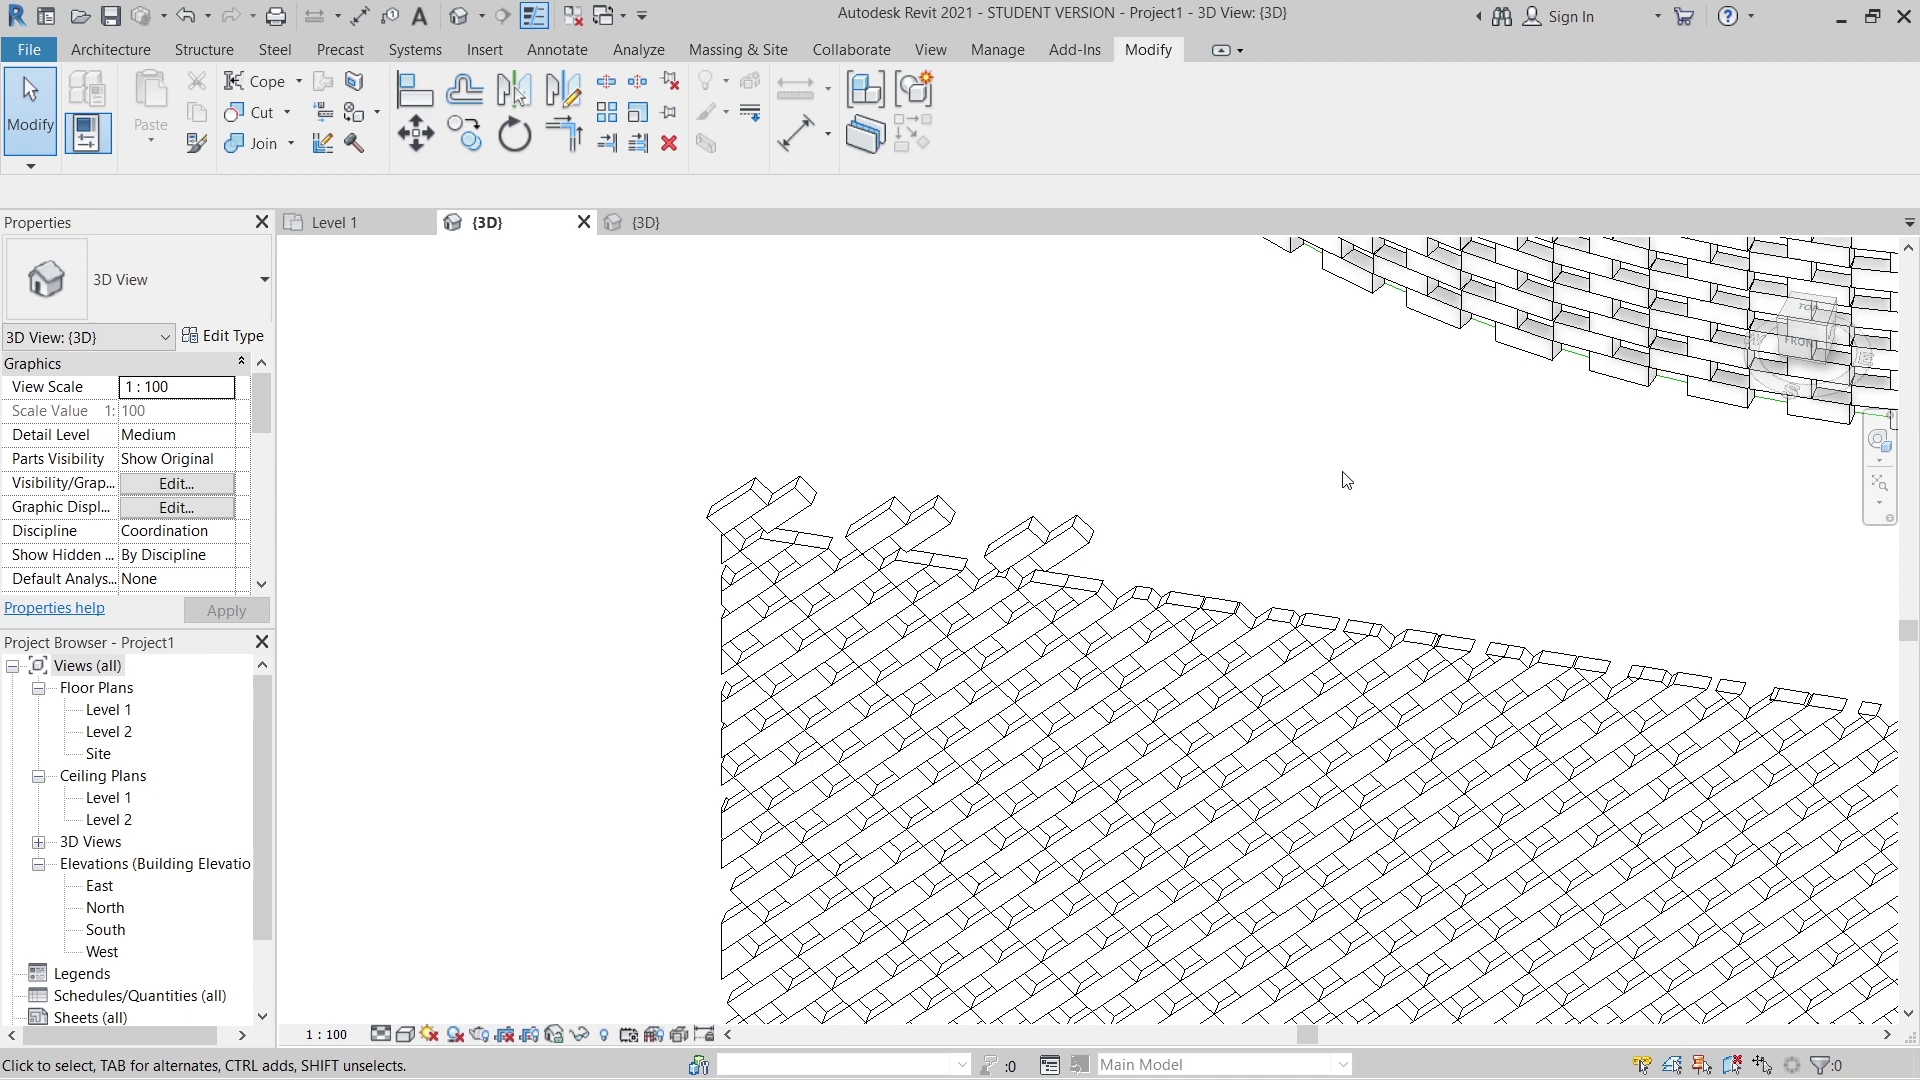 Autodesk Revit 2021 - STUDENT VERSION - Project1 - 3D View: {3D}
Sign In
File Architecture Structure Steel Precast Systems Insert Annotate Analyze Massing & Site Collaborate View Manage Add-Ins Modify
Modify
Paste
Cope
Cut
Join
Properties
Level 1
{3D}
{3D}
3D View
3D View: {3D}
Edit Type
Graphics
View Scale 1 : 100
Scale Value 1: 100
Detail Level Medium
Parts Visibility Show Original
Visibility/Grap... Edit...
Graphic Displ... Edit...
Discipline Coordination
Show Hidden ... By Discipline
Default Analys... None
Properties help
Apply
Project Browser - Project1
Views (all)
Floor Plans
Level 1
Level 2
Site
Ceiling Plans
Level 1
Level 2
3D Views
Elevations (Building Elevatio
East
North
South
West
Legends
Schedules/Quantities (all)
Sheets (all)
TOP
FRONT
1 : 100
Click to select, TAB for alternates, CTRL adds, SHIFT unselects.
:0
Main Model
:0